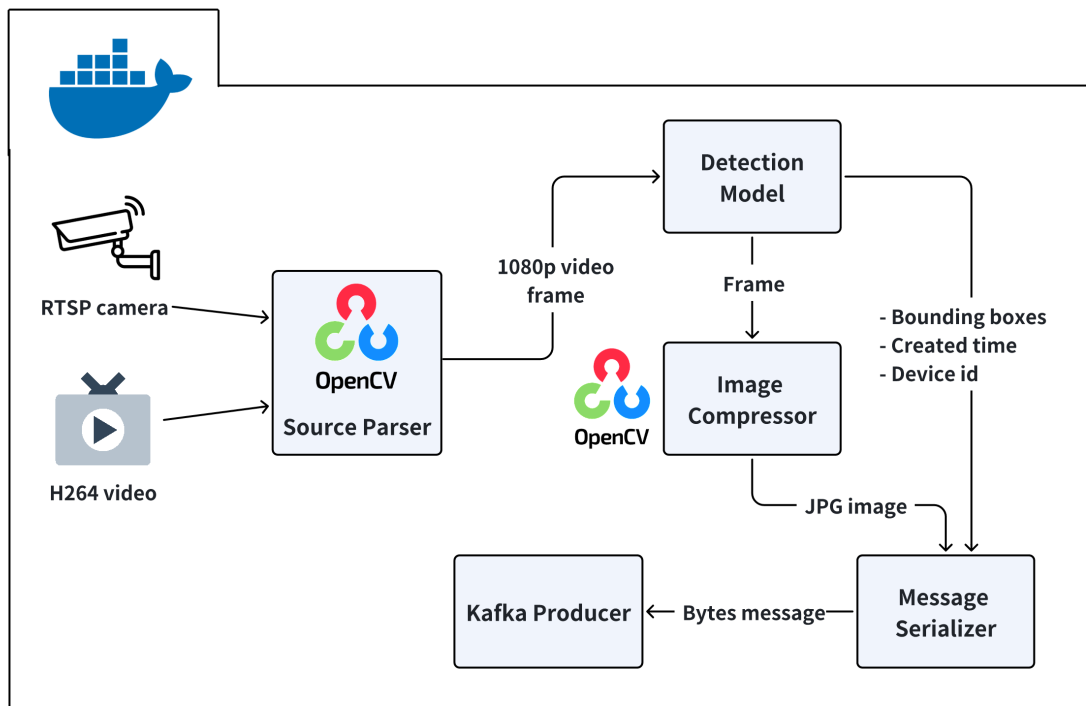 Detection
Model
1080p video
frame
Frame
RTSP camera
- Bounding boxes
- Created time
- Device id
OpenCV
Source Parser
Image
Compressor
OpenCV
H264 video
JPG image
Kafka Producer
Bytes message
Message
Serializer